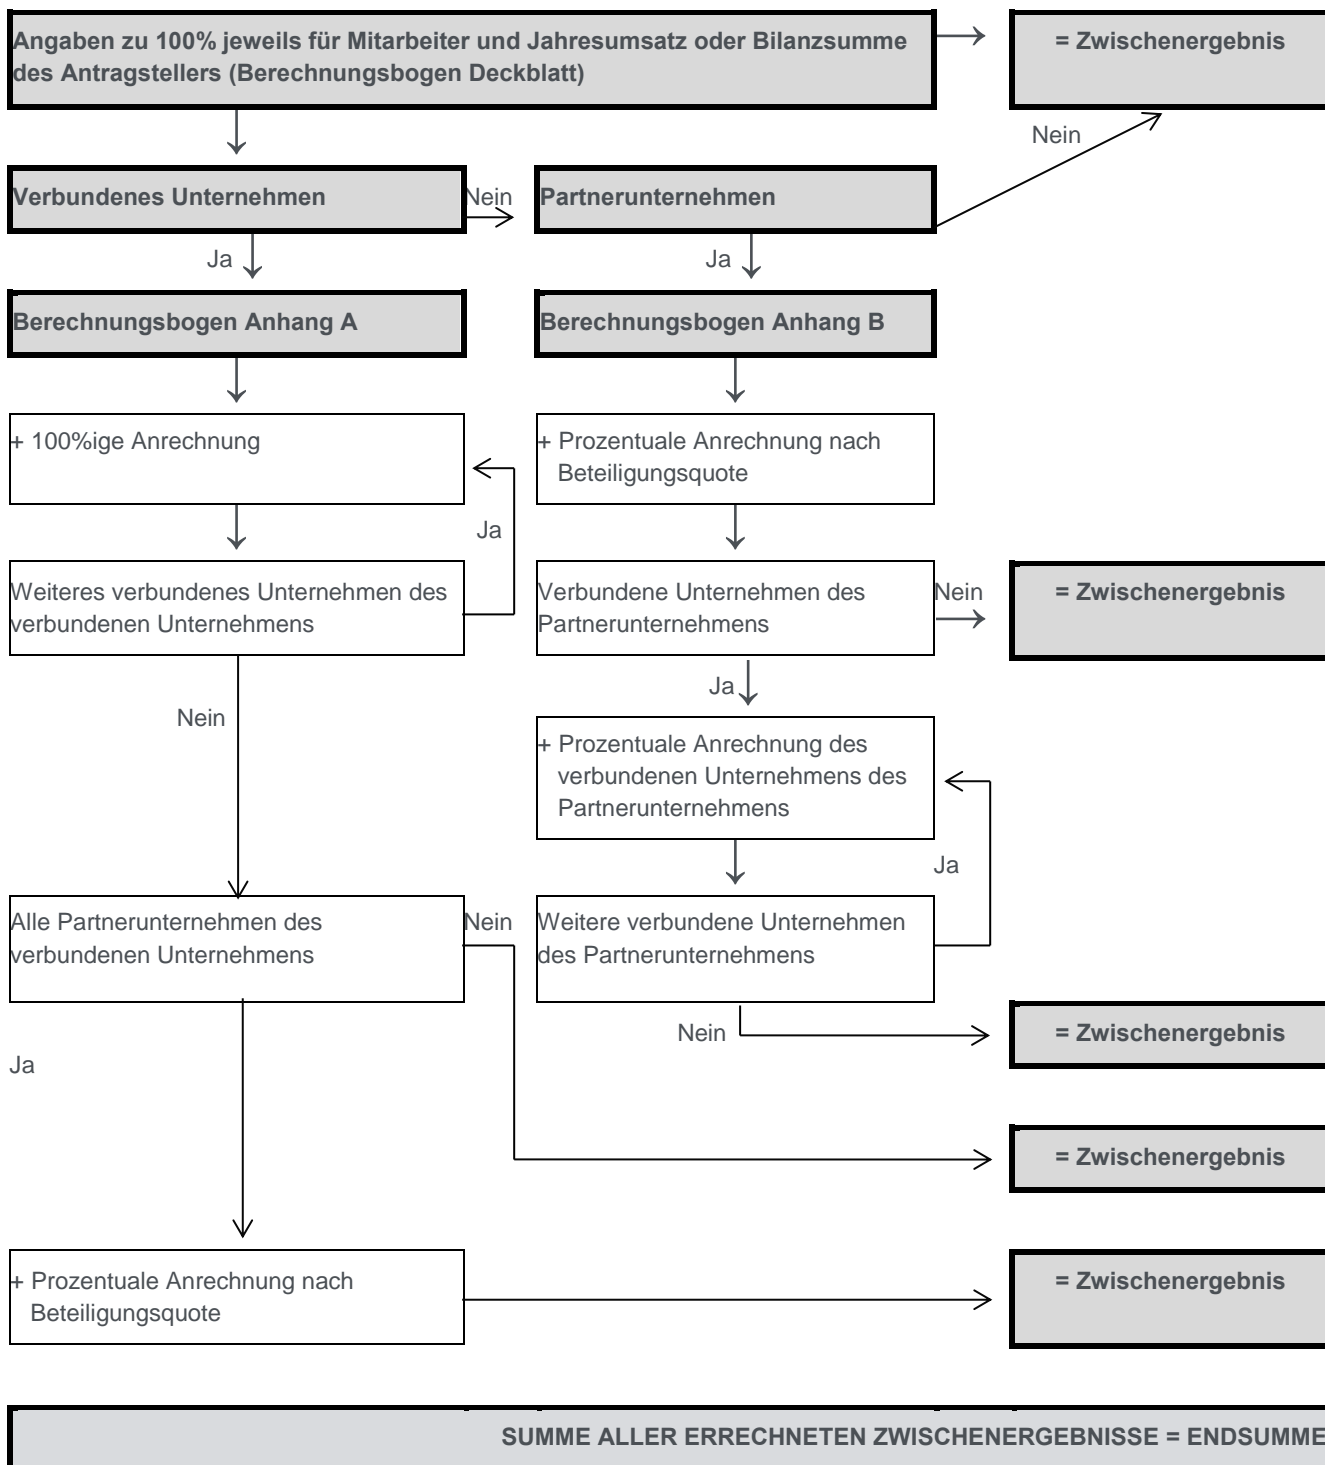 Angaben zu 100% jeweils für Mitarbeiter und Jahresumsatz oder Bilanzsumme
des Antragstellers (Berechnungsbogen Deckblatt)
= Zwischenergebnis
Nein
Verbundenes Unternehmen
Nein
Partnerunternehmen
Ja
Ja
Berechnungsbogen Anhang A
Berechnungsbogen Anhang B
+ 100%ige Anrechnung
+ Prozentuale Anrechnung nach
Beteiligungsquote
Ja
Weiteres verbundenes Unternehmen des
verbundenen Unternehmens
Verbundene Unternehmen des
Partnerunternehmens
Nein
= Zwischenergebnis
Ja
Nein
+ Prozentuale Anrechnung des
verbundenen Unternehmens des
Partnerunternehmens
Ja
Alle Partnerunternehmen des
verbundenen Unternehmens
Nein
Weitere verbundene Unternehmen
des Partnerunternehmens
Nein
= Zwischenergebnis
Ja
= Zwischenergebnis
+ Prozentuale Anrechnung nach
Beteiligungsquote
= Zwischenergebnis
SUMME ALLER ERRECHNETEN ZWISCHENERGEBNISSE = ENDSUMME